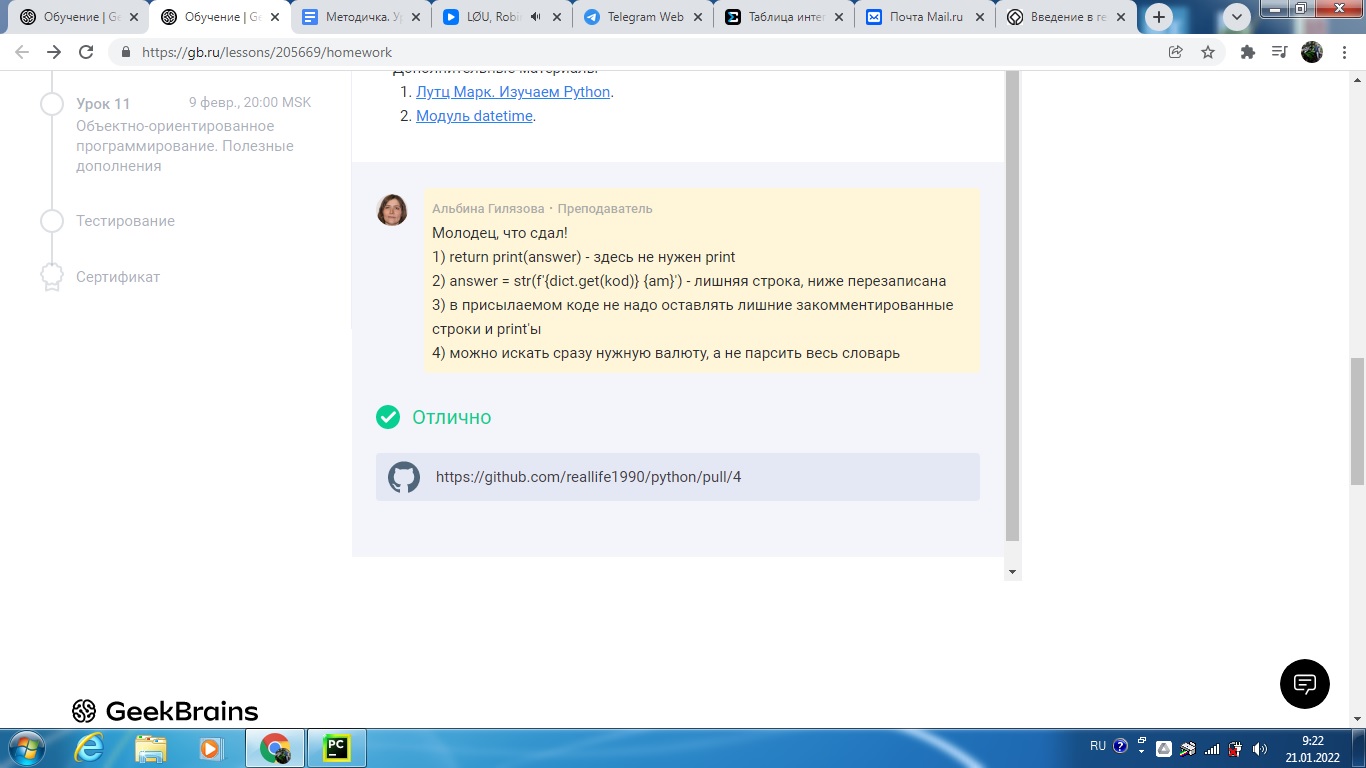 Обучение | Ge
Обучение | Ge
Методичка. Ур
LØU, Robin
Telegram Web
Таблица интег
Почта Mail.ru
Введение в ге
https://gb.ru/lessons/205669/homework
Дополнительные материалы
Урок 11
9 февр., 20:00 MSK
Объектно-ориентированное
программирование. Полезные
дополнения
Тестирование
Сертификат
1. Лутц Марк. Изучаем Python.
2. Модуль datetime.
Альбина Гилязова · Преподаватель
Молодец, что сдал!
1) return print(answer) - здесь не нужен print
2) answer = str(f'{dict.get(kod)} {am}') - лишняя строка, ниже перезаписана
3) в присылаемом коде не надо оставлять лишние закомментированные
строки и print'ы
4) можно искать сразу нужную валюту, а не парсить весь словарь
Отлично
https://github.com/reallife1990/python/pull/4
GeekBrains
PC
RU
9:22
21.01.2022